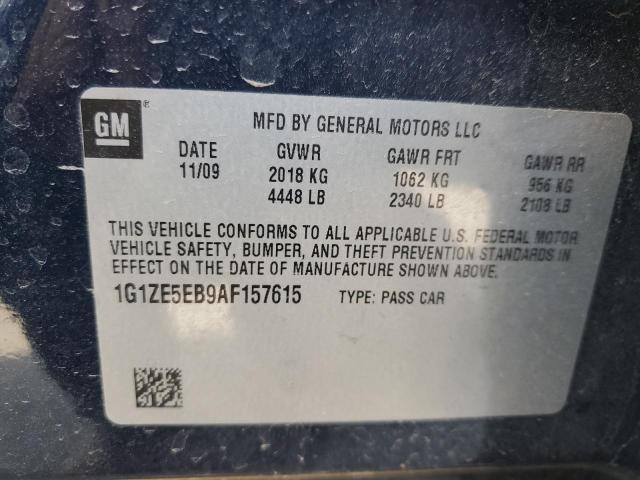 GM ®
MFD BY GENERAL MOTORS LLC
DATE GVWR GAWR FRT GAWR RR
11/09 2018 KG 1062 KG 956 KG
4448 LB 2340 LB 2108 LB
THIS VEHICLE CONFORMS TO ALL APPLICABLE U.S. FEDERAL MOTOR
VEHICLE SAFETY, BUMPER, AND THEFT PREVENTION STANDARDS IN
EFFECT ON THE DATE OF MANUFACTURE SHOWN ABOVE.
1G1ZE5EB9AF157615 TYPE: PASS CAR